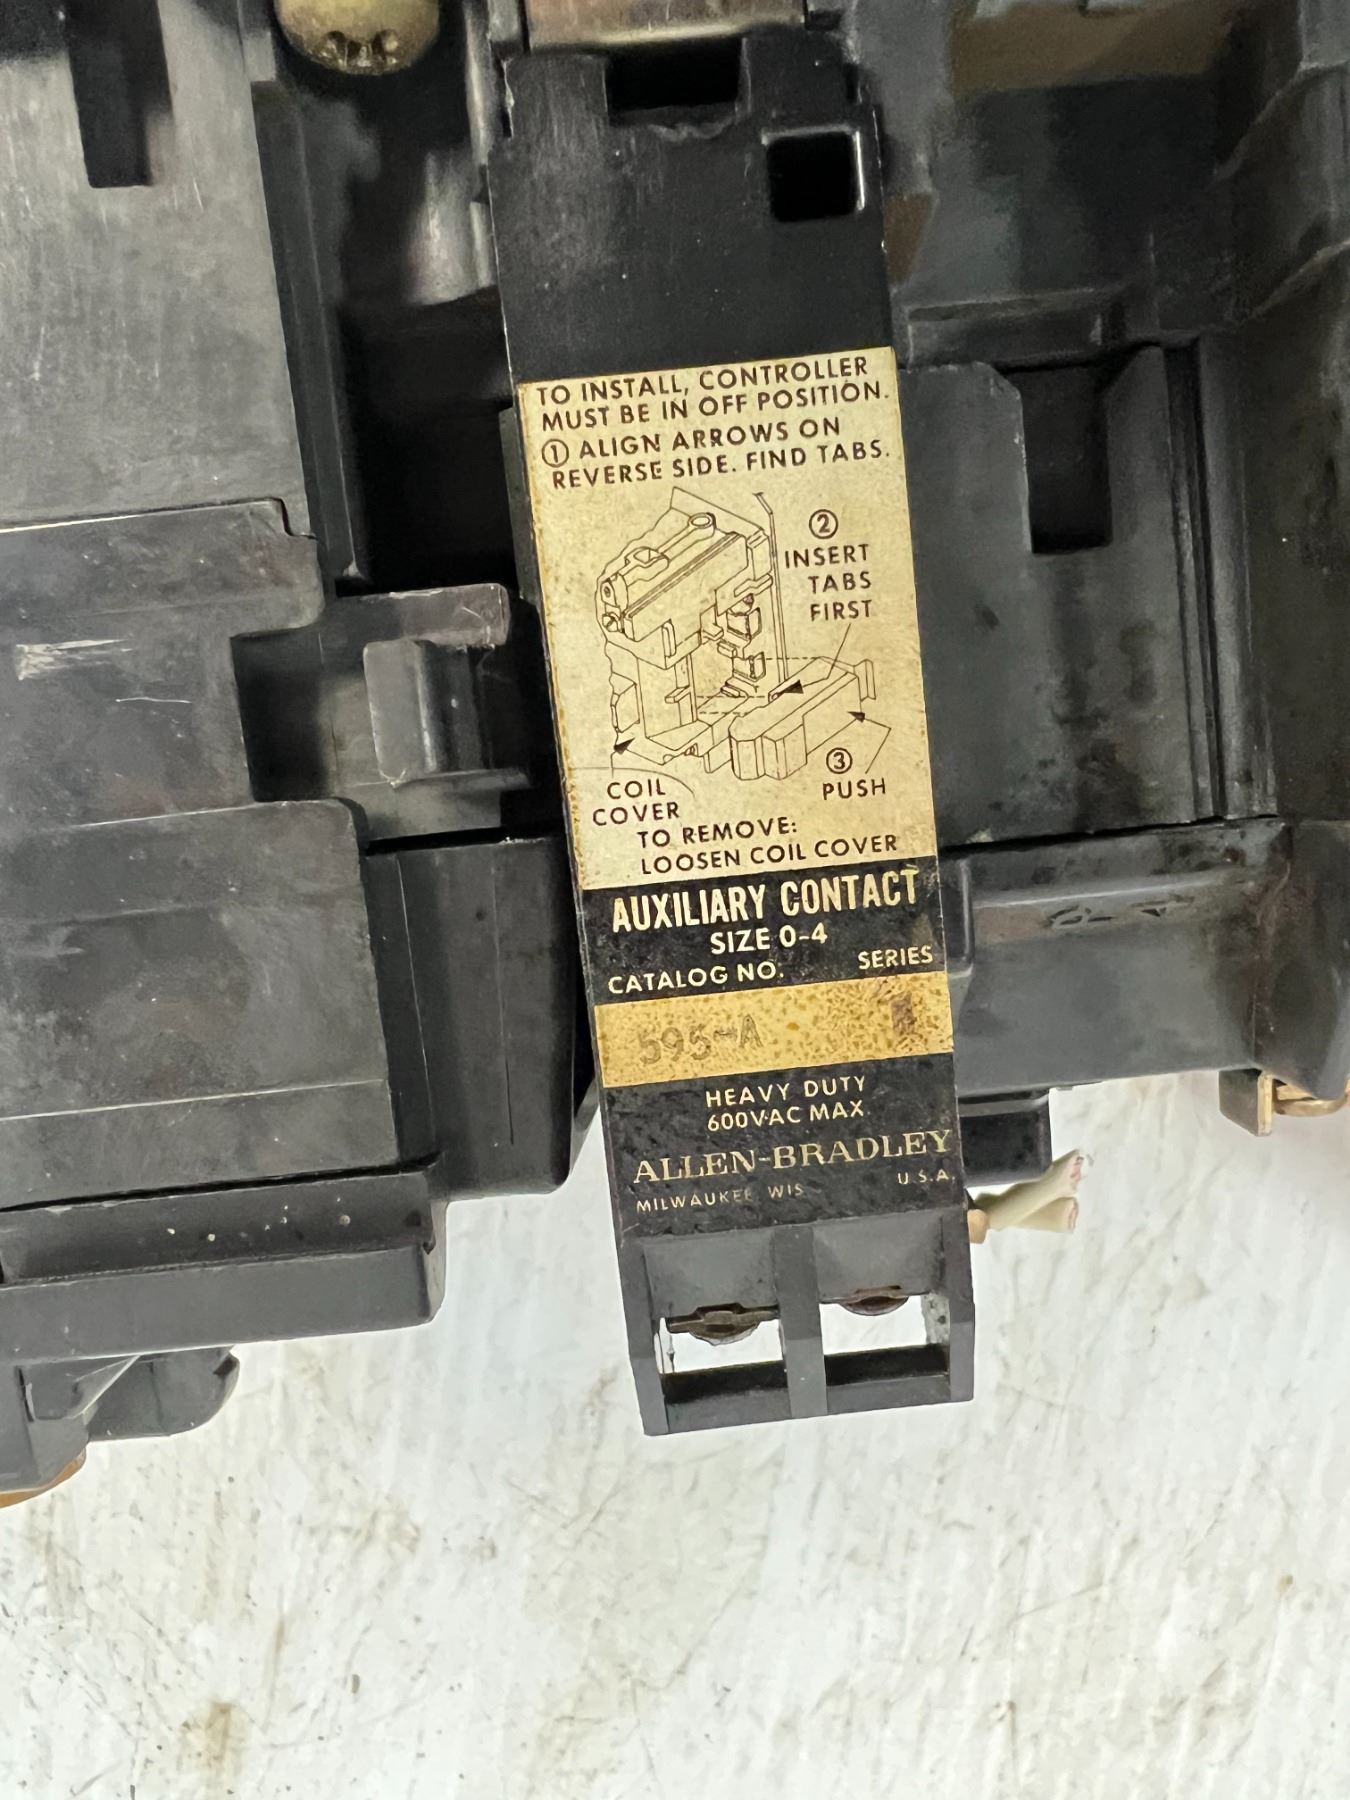 TO INSTALL, CONTROLLER
MUST BE IN OFF POSITION.
① ALIGN ARROWS ON
REVERSE SIDE. FIND TABS.
②
INSERT
TABS
FIRST
③
PUSH
COIL
COVER
TO REMOVE:
LOOSEN COIL COVER
AUXILIARY CONTACT
SIZE 0-4
CATALOG NO. SERIES
595-A
HEAVY DUTY
600VAC MAX.
ALLEN-BRADLEY
MILWAUKEE WIS U.S.A.